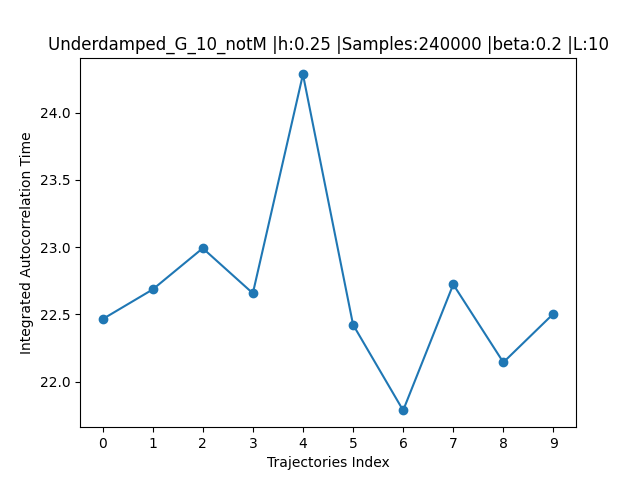 Underdamped_G_10_notM |h:0.25 |Samples:240000 |beta:0.2 |L:10
Integrated Autocorrelation Time
24.0
23.5
23.0
22.5
22.0
0 1 2 3 4 5 6 7 8 9
Trajectories Index